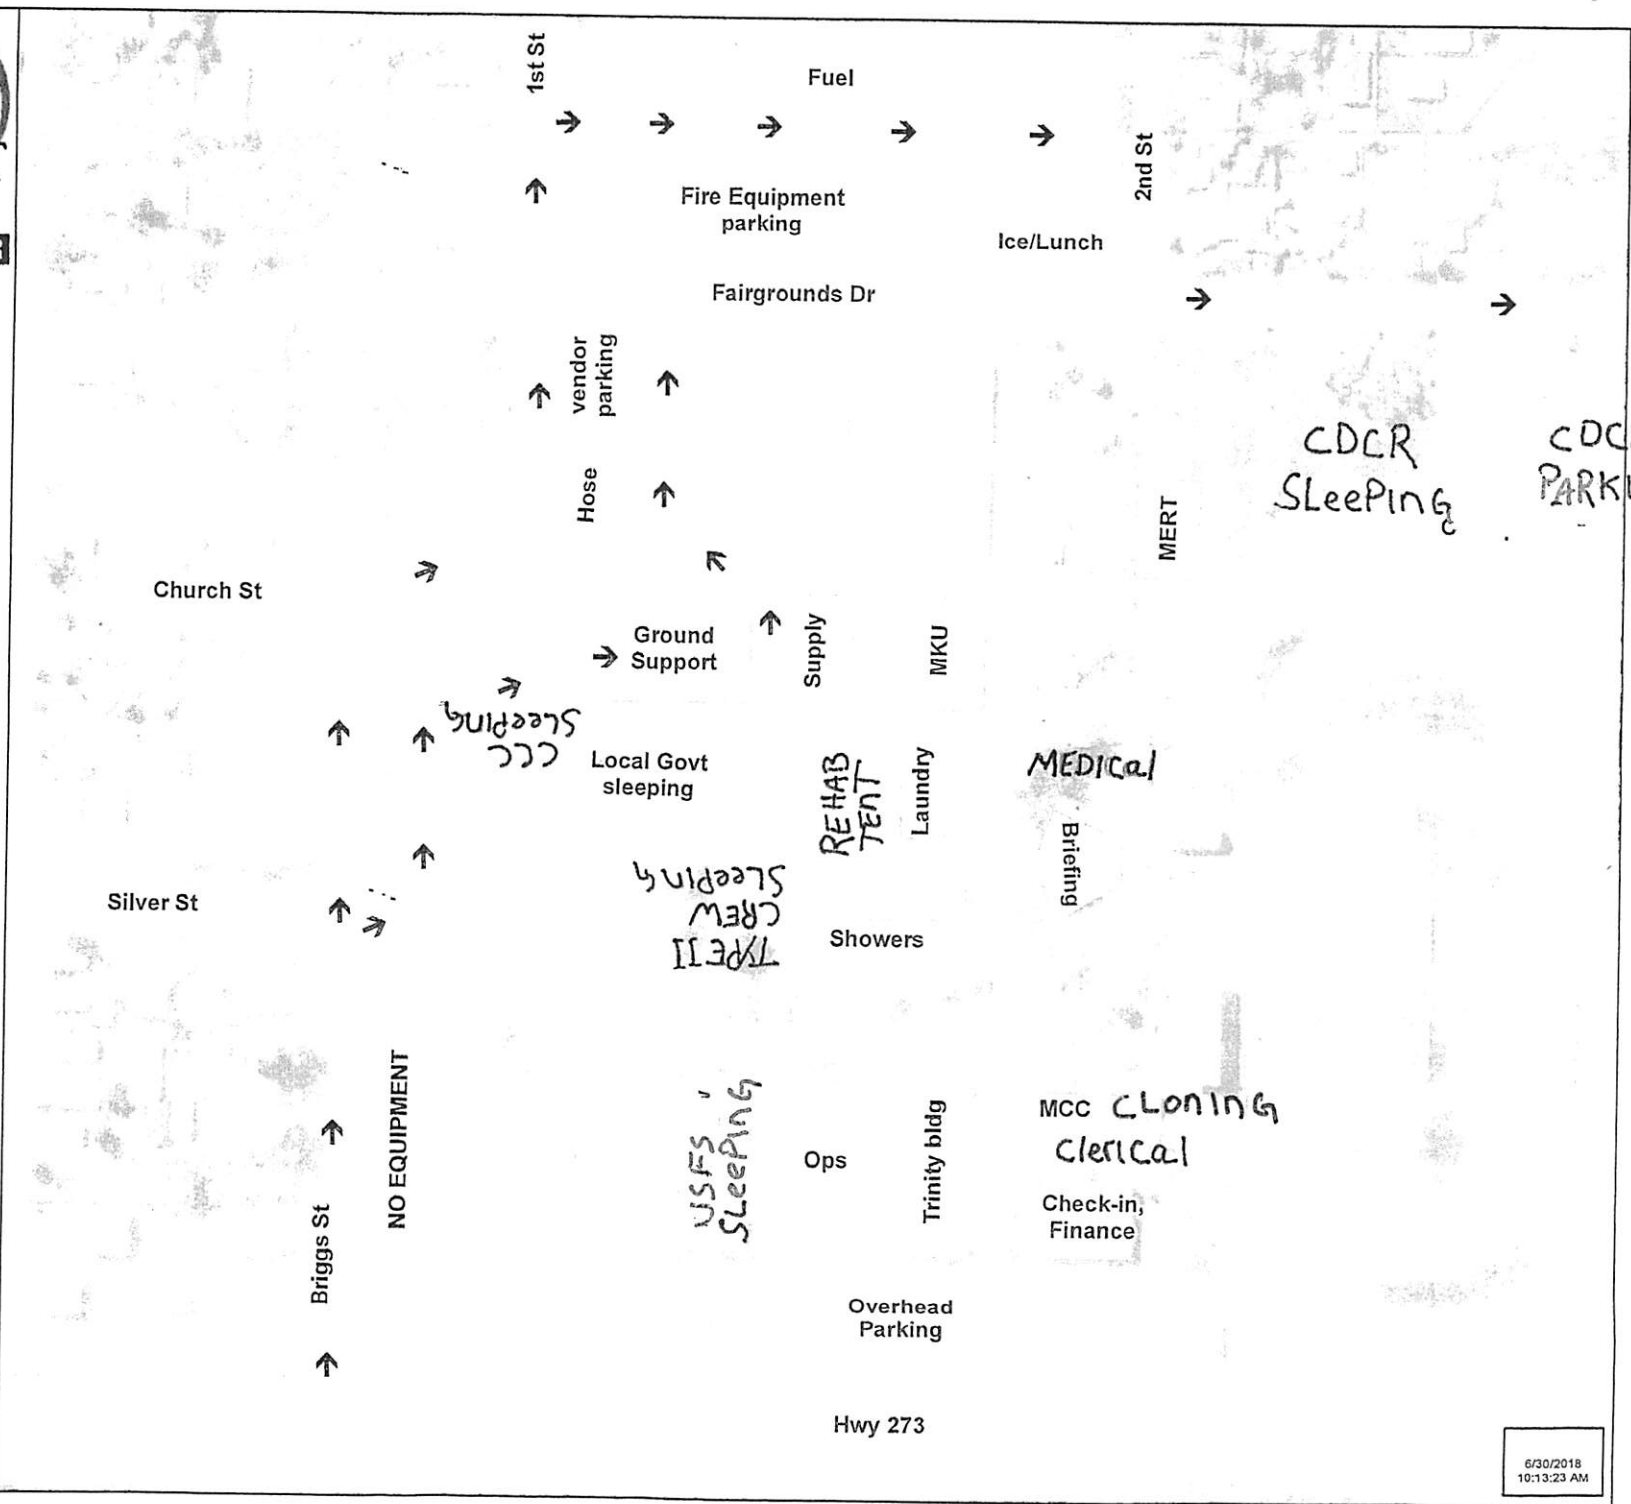 1st St
Fuel
2nd St
Fire Equipment
parking
Ice/Lunch
Fairgrounds Dr
vendor
parking
CDCR
SLeePIng
CDC
PARK
Hose
MERT
Church St
Ground
Support
Supply
MKU
CCC
SLeePIng
Local Govt
sleeping
REHAB
TENT
Laundry
MEDICal
Briefing
Silver St
TYPE II
CREW
SLeePIng
Showers
NO EQUIPMENT
USFS
SLeePIng
Ops
Trinity bldg
MCC CLonIng
ClerICal
Check-in,
Finance
Briggs St
Overhead
Parking
Hwy 273
6/30/2018
10:13:23 AM